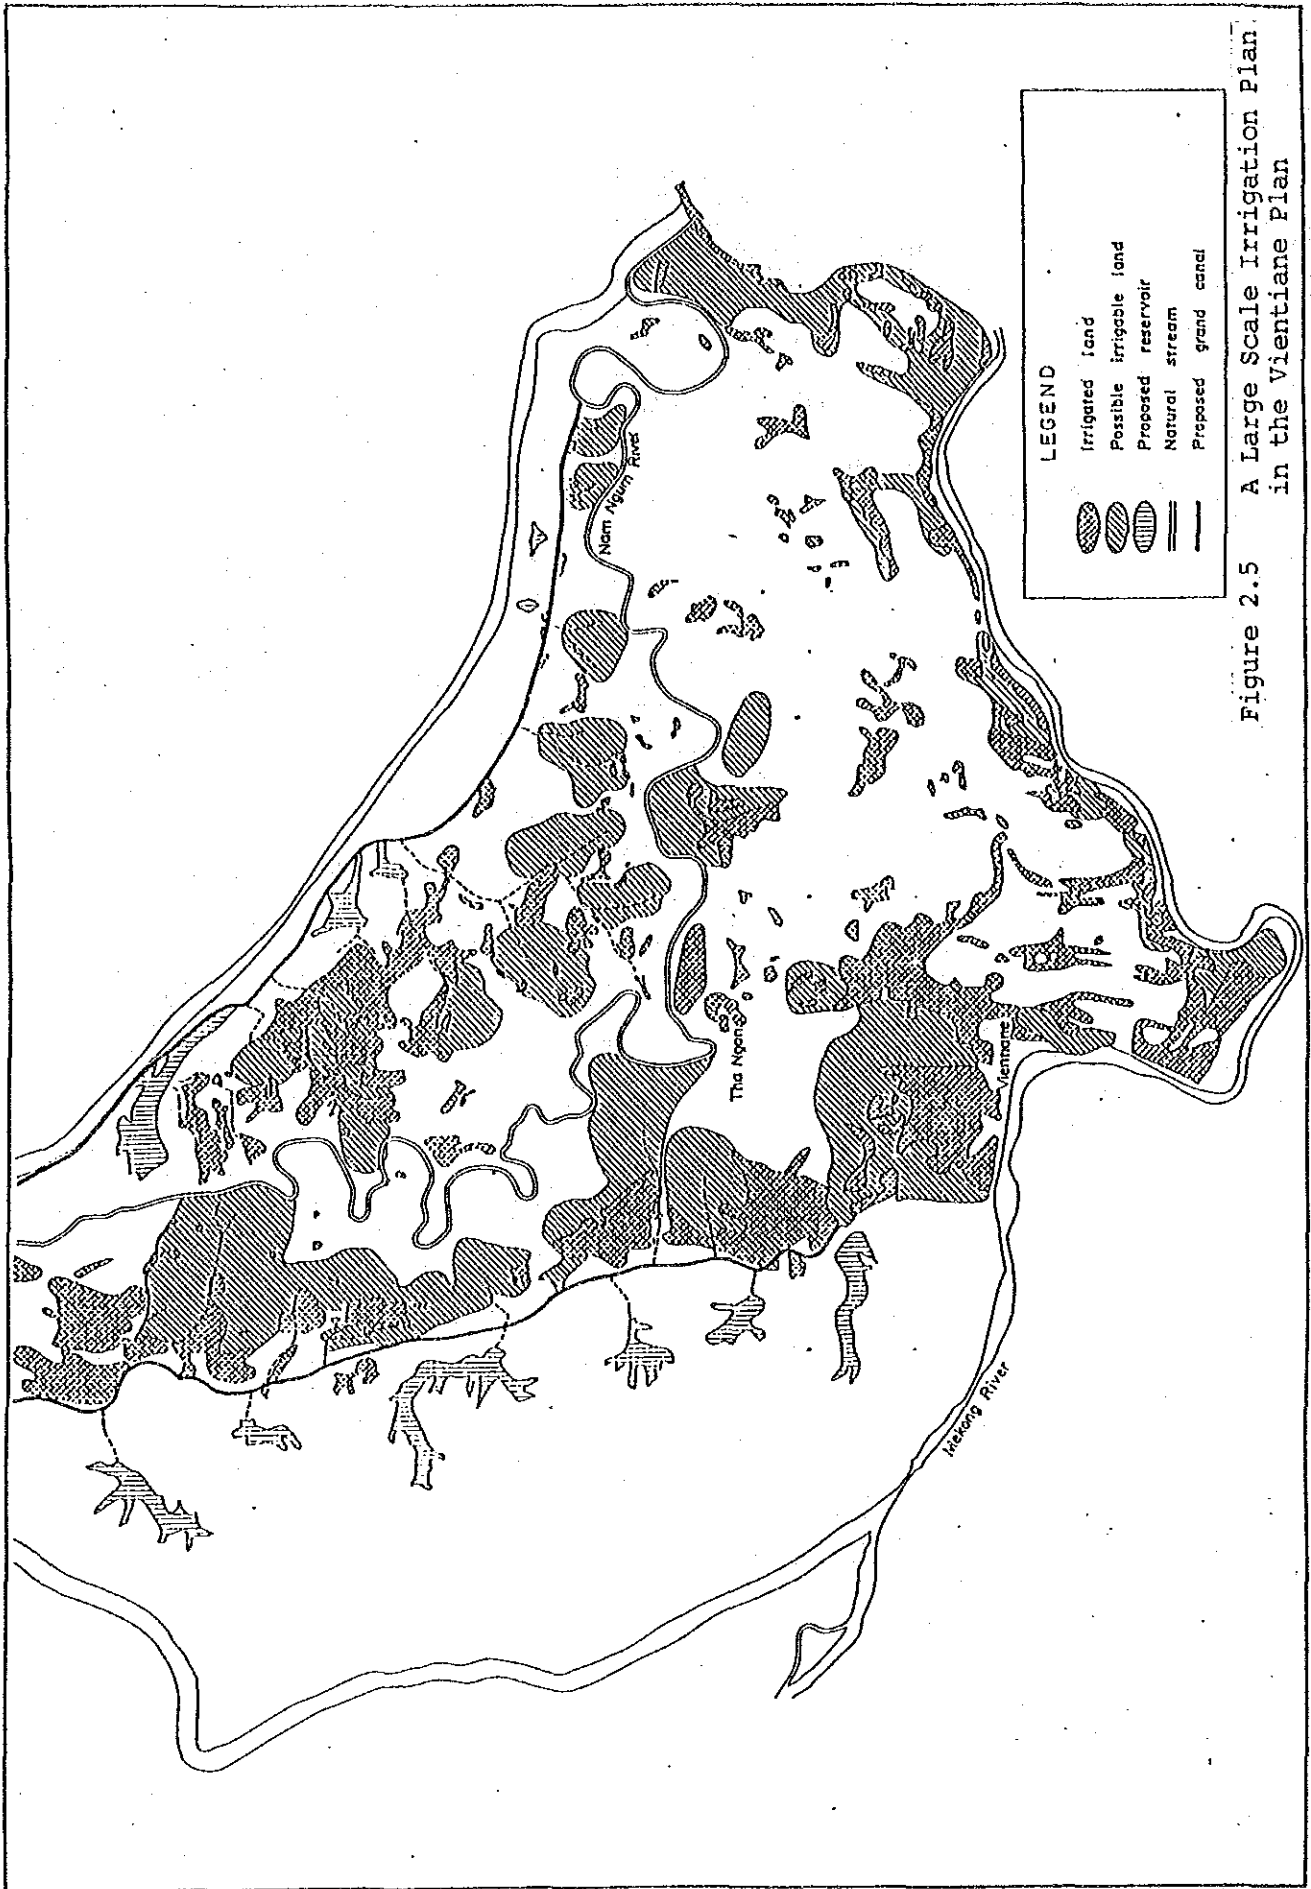 Nam Ngum River
Tha Ngong
Vientiane
Mekong River
LEGEND
Irrigated land
Possible irrigable land
Proposed reservoir
Natural stream
Proposed grand canal
Figure 2.5 A Large Scale Irrigation Plan
in the Vientiane Plan